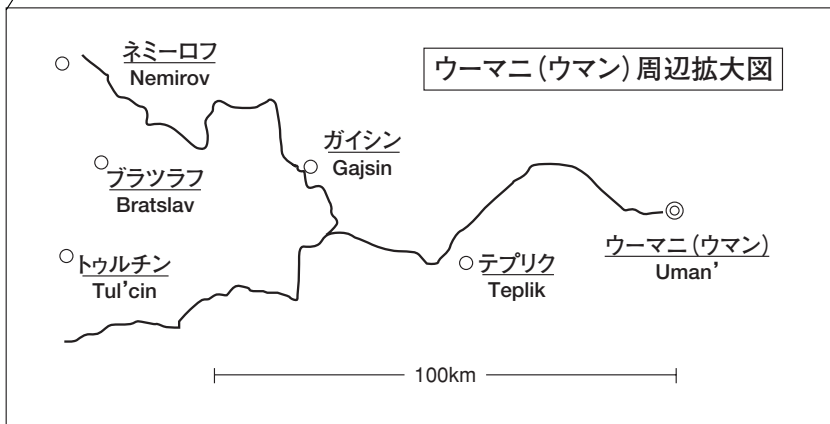 ネミーロフ
Nemirov
ウーマニ(ウマン)周辺拡大図
ガイシン
Gajsin
ブラツラフ
Bratslav
ウーマニ(ウマン)
Uman’
トゥルチン
Tul’cin
テプリク
Teplik
100km